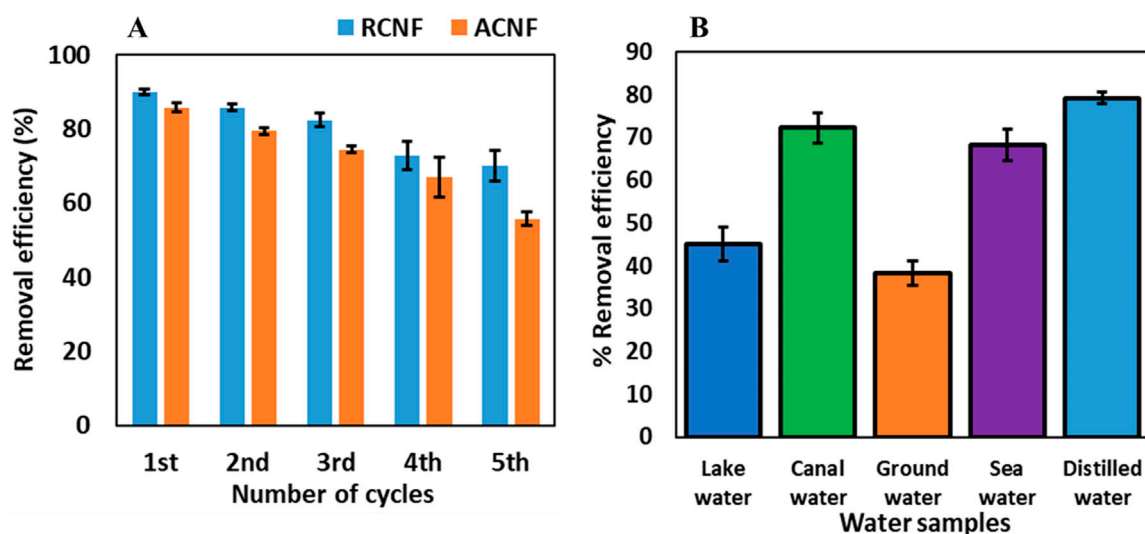 A
RCNF ACNF
Removal efficiency (%)
100
80
60
40
20
0
1st 2nd 3rd 4th 5th
Number of cycles
B
% Removal efficiency
90
80
70
60
50
40
30
20
10
0
Lake Canal Ground Sea Distilled
water water water water water
Water samples